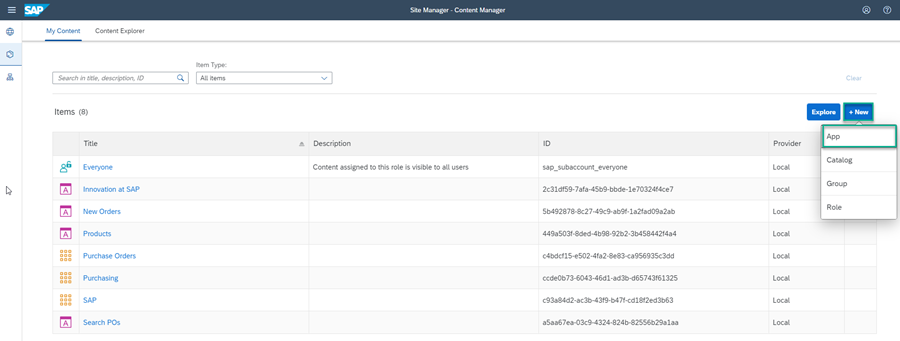 SAP
Site Manager - Content Manager
My Content Content Explorer
Item Type:
Search in title, description, ID All Items Clear
Items (8) Explore + New
Title Description ID Provider
App
Catalog
Group
Role
Everyone Content assigned to this role is visible to all users sap_subaccount_everyone Local
A Innovation at SAP 2c31df59-7afa-45b9-bbde-1e70324f4ce7 Local
A New Orders 5b492878-8c27-49c9-ab9f-1a2fad09a2ab Local
A Products 449a503f-8ded-4b98-92b2-3b458442f4a4 Local
Purchase Orders c4bdcf15-e502-4fa2-8e83-ca956935c3dd Local
Purchasing ccde0b73-6043-46d1-ad3b-d65743f61325 Local
SAP c93a84d2-ac3b-43f9-b47f-cd18f2ed3b63 Local
A Search POs a5aa67ea-03c9-4324-824b-82556b29a1aa Local